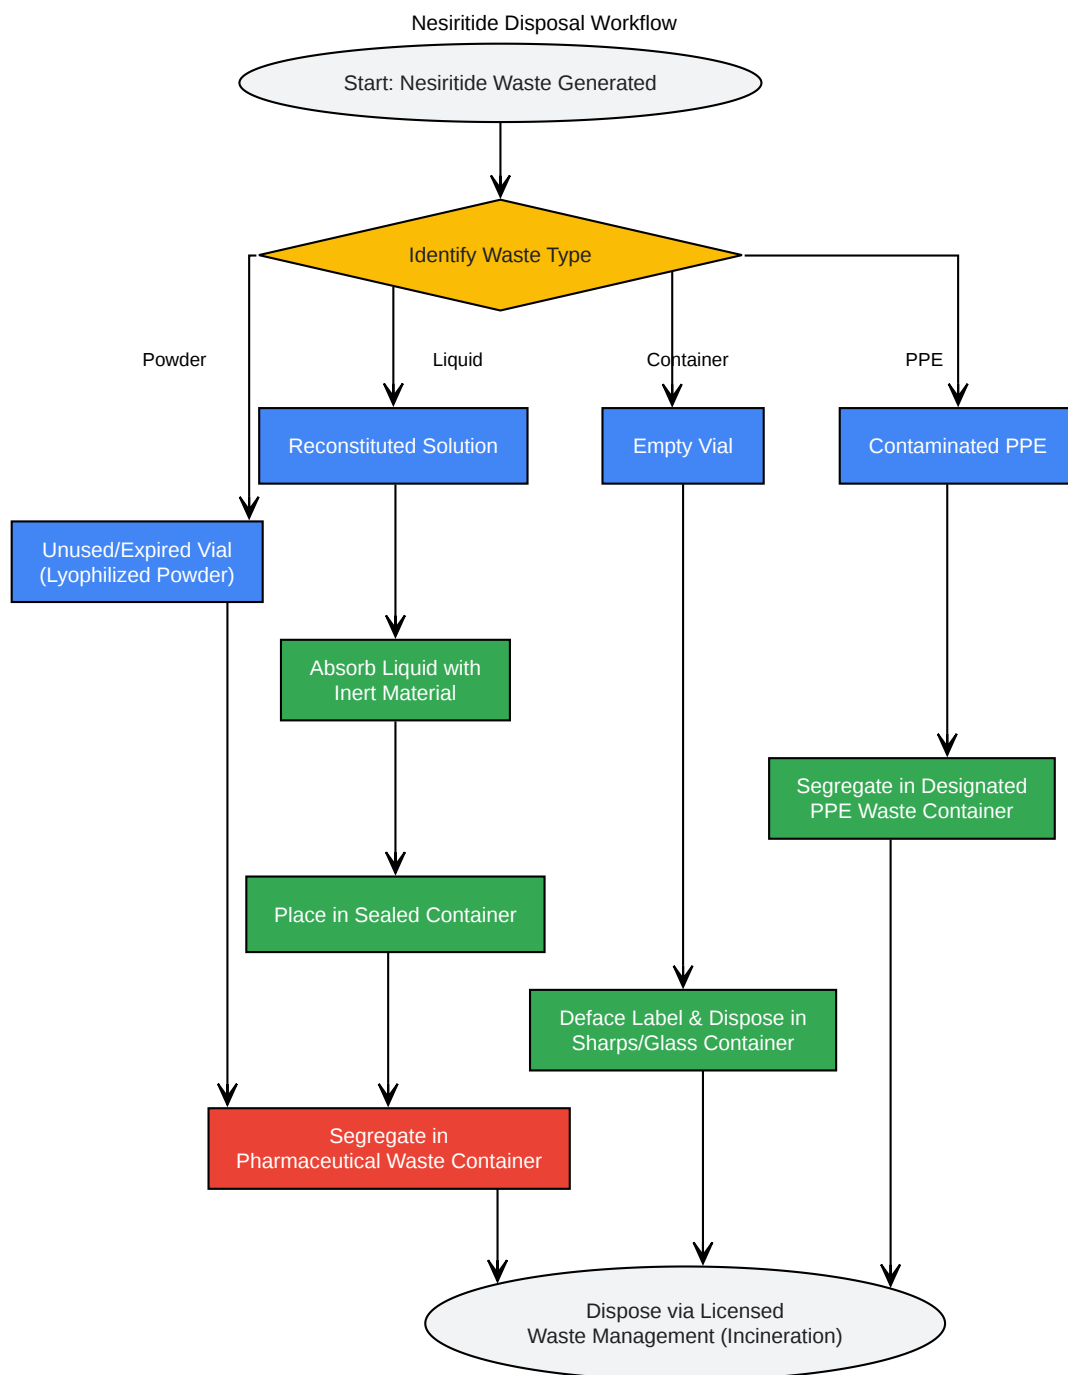 Nesiritide Disposal Workflow
Start: Nesiritide Waste Generated
Identify Waste Type
Powder
Liquid
Container
PPE
Reconstituted Solution
Empty Vial
Contaminated PPE
Unused/Expired Vial
(Lyophilized Powder)
Absorb Liquid with
Inert Material
Segregate in Designated
PPE Waste Container
Place in Sealed Container
Deface Label & Dispose in
Sharps/Glass Container
Segregate in
Pharmaceutical Waste Container
Dispose via Licensed
Waste Management (Incineration)